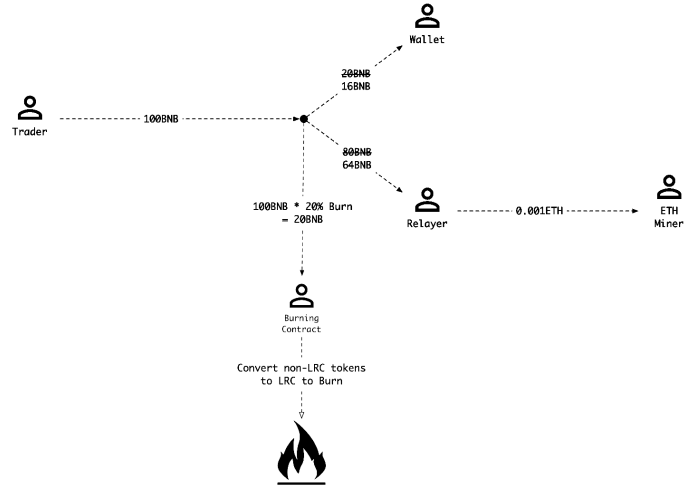 Wallet
20BNB
16BNB
Trader
100BNB
80BNB
64BNB
100BNB * 20% Burn
= 20BNB
Relayer
0.001ETH
ETH
Miner
Burning
Contract
Convert non-LRC tokens
to LRC to Burn